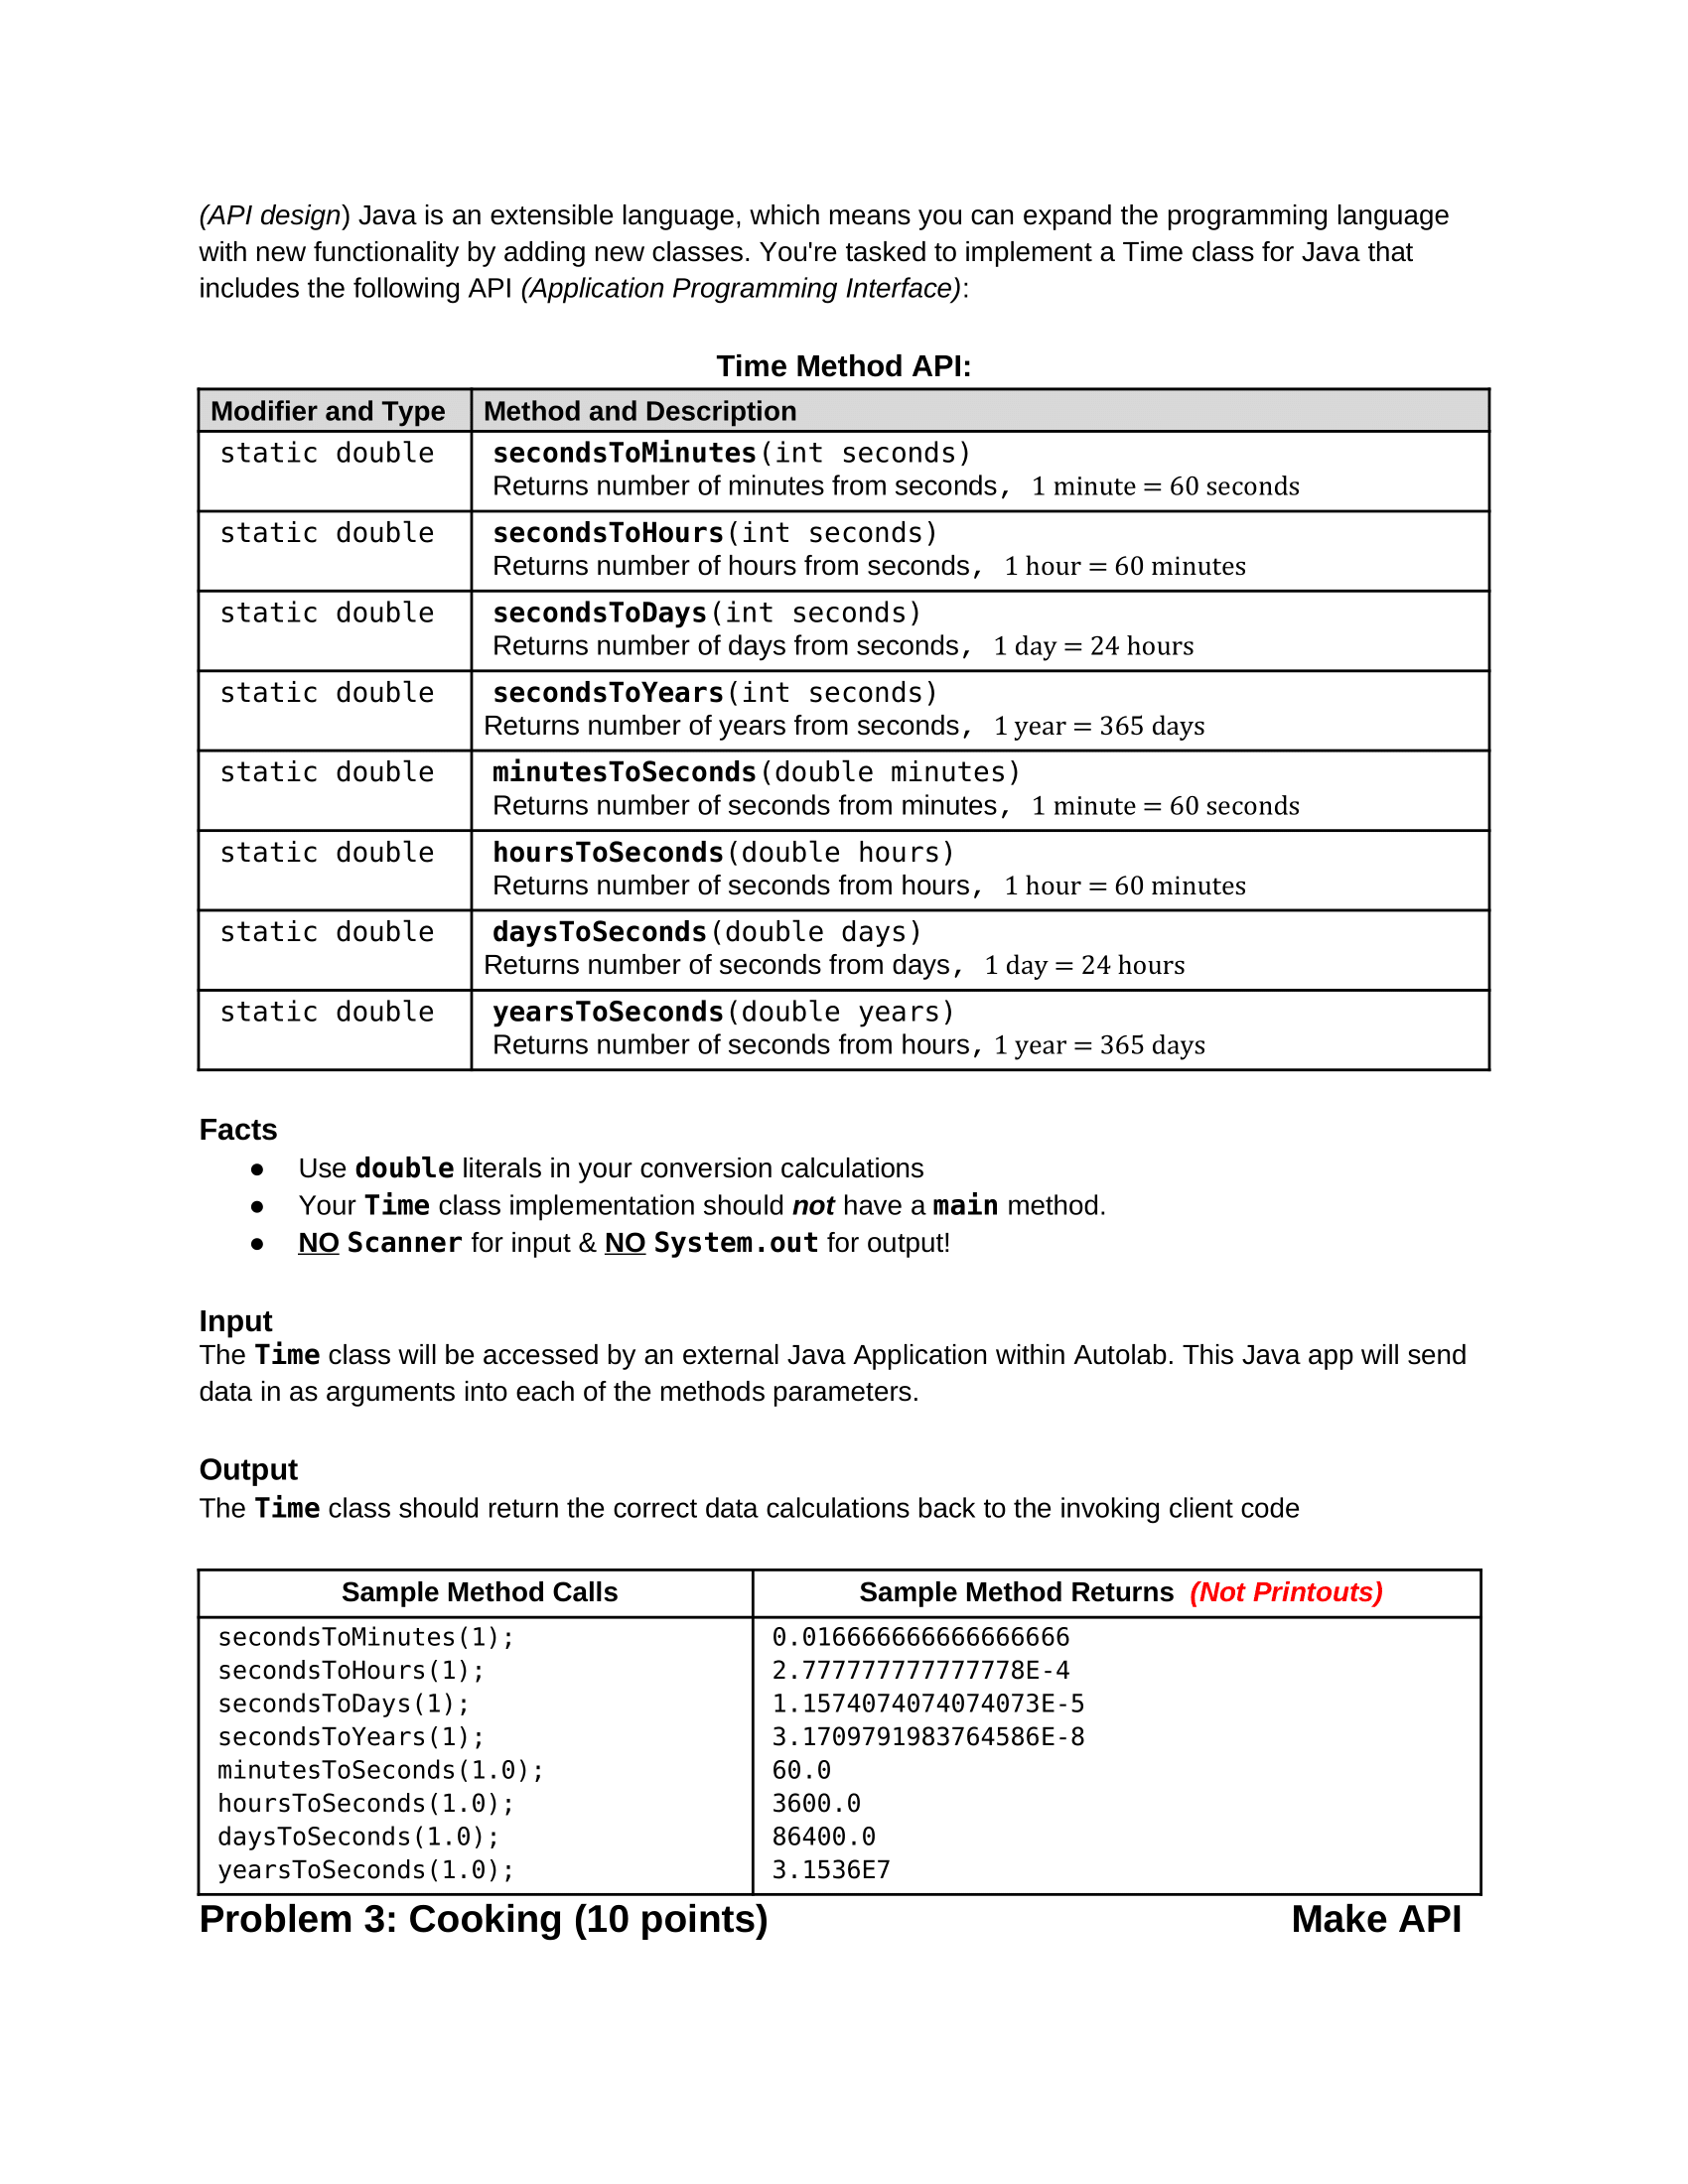 (API design) Java is an extensible language, which means you can expand the programming language
with new functionality by adding new classes. You're tasked to implement a Time class for Java that
includes the following API (Application Programming Interface):
Time Method API:
Modifier and Type Method and Description
static double secondsToMinutes(int seconds)
Returns number of minutes from seconds, 1 minute = 60 seconds
static double secondsToHours(int seconds)
Returns number of hours from seconds, 1 hour = 60 minutes
static double secondsToDays(int seconds)
Returns number of days from seconds, 1 day = 24 hours
static double secondsToYears(int seconds)
Returns number of years from seconds, 1 year = 365 days
static double minutesToSeconds(double minutes)
Returns number of seconds from minutes, 1 minute = 60 seconds
static double hoursToSeconds(double hours)
Returns number of seconds from hours, 1 hour = 60 minutes
static double daysToSeconds(double days)
Returns number of seconds from days, 1 day = 24 hours
static double yearsToSeconds(double years)
Returns number of seconds from hours, 1 year = 365 days
Facts
● Use double literals in your conversion calculations
● Your Time class implementation should not have a main method.
● NO Scanner for input & NO System.out for output!
Input
The Time class will be accessed by an external Java Application within Autolab. This Java app will send
data in as arguments into each of the methods parameters.
Output
The Time class should return the correct data calculations back to the invoking client code
Sample Method Calls Sample Method Returns (Not Printouts)
secondsToMinutes(1); 0.016666666666666666
secondsToHours(1); 2.777777777777778E-4
secondsToDays(1); 1.1574074074074073E-5
secondsToYears(1); 3.1709791983764586E-8
minutesToSeconds(1.0); 60.0
hoursToSeconds(1.0); 3600.0
daysToSeconds(1.0); 86400.0
yearsToSeconds(1.0); 3.1536E7
Problem 3: Cooking (10 points) Make API